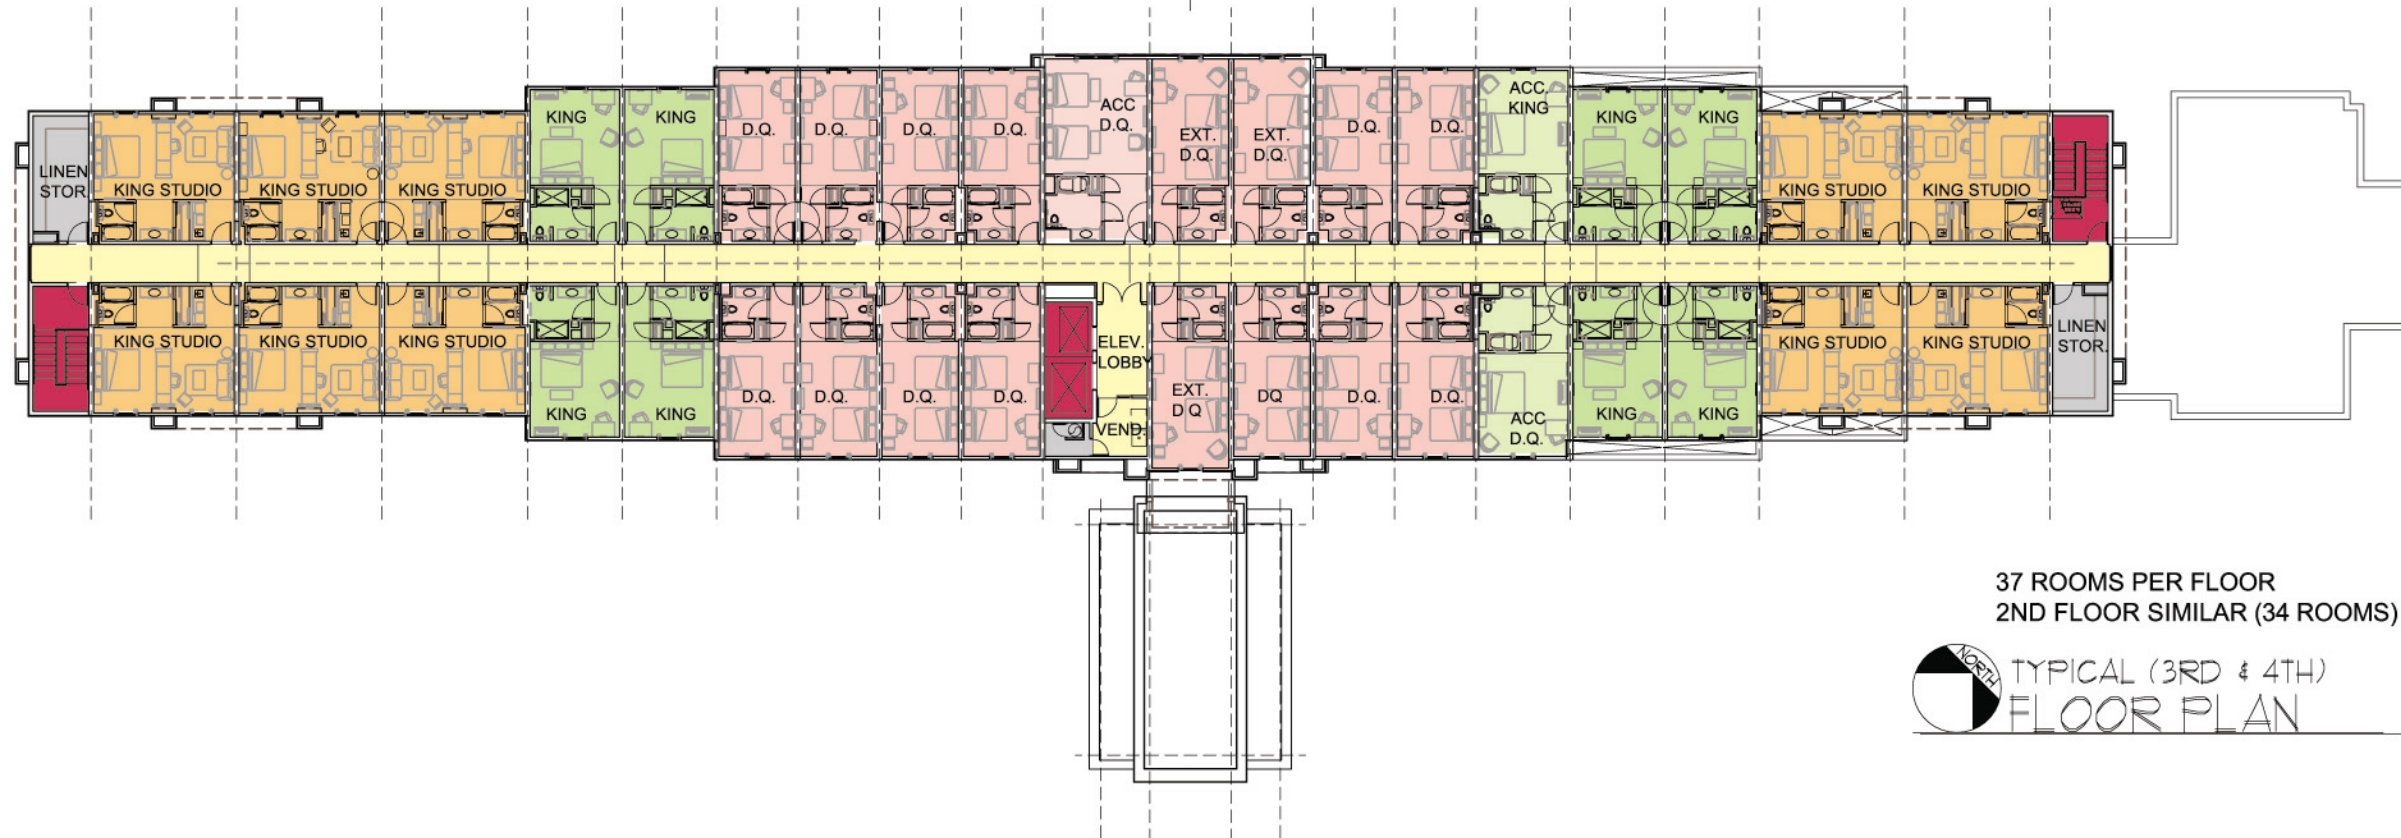 LINEN
STOR.
KING STUDIO
KING STUDIO
KING STUDIO
KING
KING
D.Q.
D.Q.
D.Q.
D.Q.
ACC
D.Q.
EXT.
D.Q.
EXT.
D.Q.
D.Q.
D.Q.
ACC.
KING
KING
KING
KING STUDIO
KING STUDIO
KING STUDIO
KING STUDIO
KING STUDIO
KING
KING
D.Q.
D.Q.
D.Q.
D.Q.
ELEV.
LOBBY
VEND.
EXT.
D.Q
DQ
D.Q.
D.Q.
ACC
D.Q.
KING
KING
KING STUDIO
KING STUDIO
LINEN
STOR.
37 ROOMS PER FLOOR
2ND FLOOR SIMILAR (34 ROOMS)
NORTH
TYPICAL (3RD & 4TH)
FLOOR PLAN